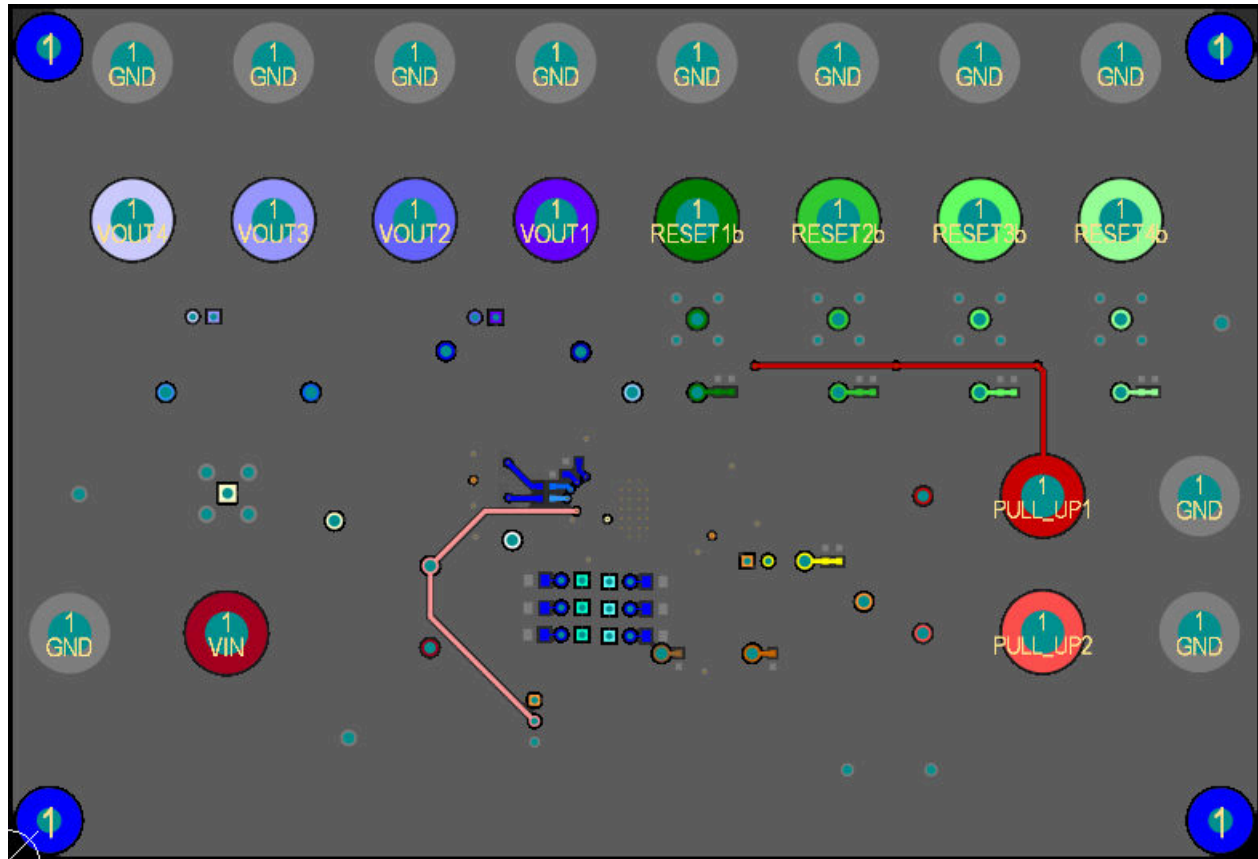 1 1 1 1 1 1 1 1 1 1
GND GND GND GND GND GND GND GND
1 1 1 1 1 1 1 1
VOUT4 VOUT3 VOUT2 VOUT1 RESET1b RESET2b RESET3b RESET4b
1 1
PULL_UP1 GND
1 1 1 1
GND VIN PULL_UP2 GND
1 1